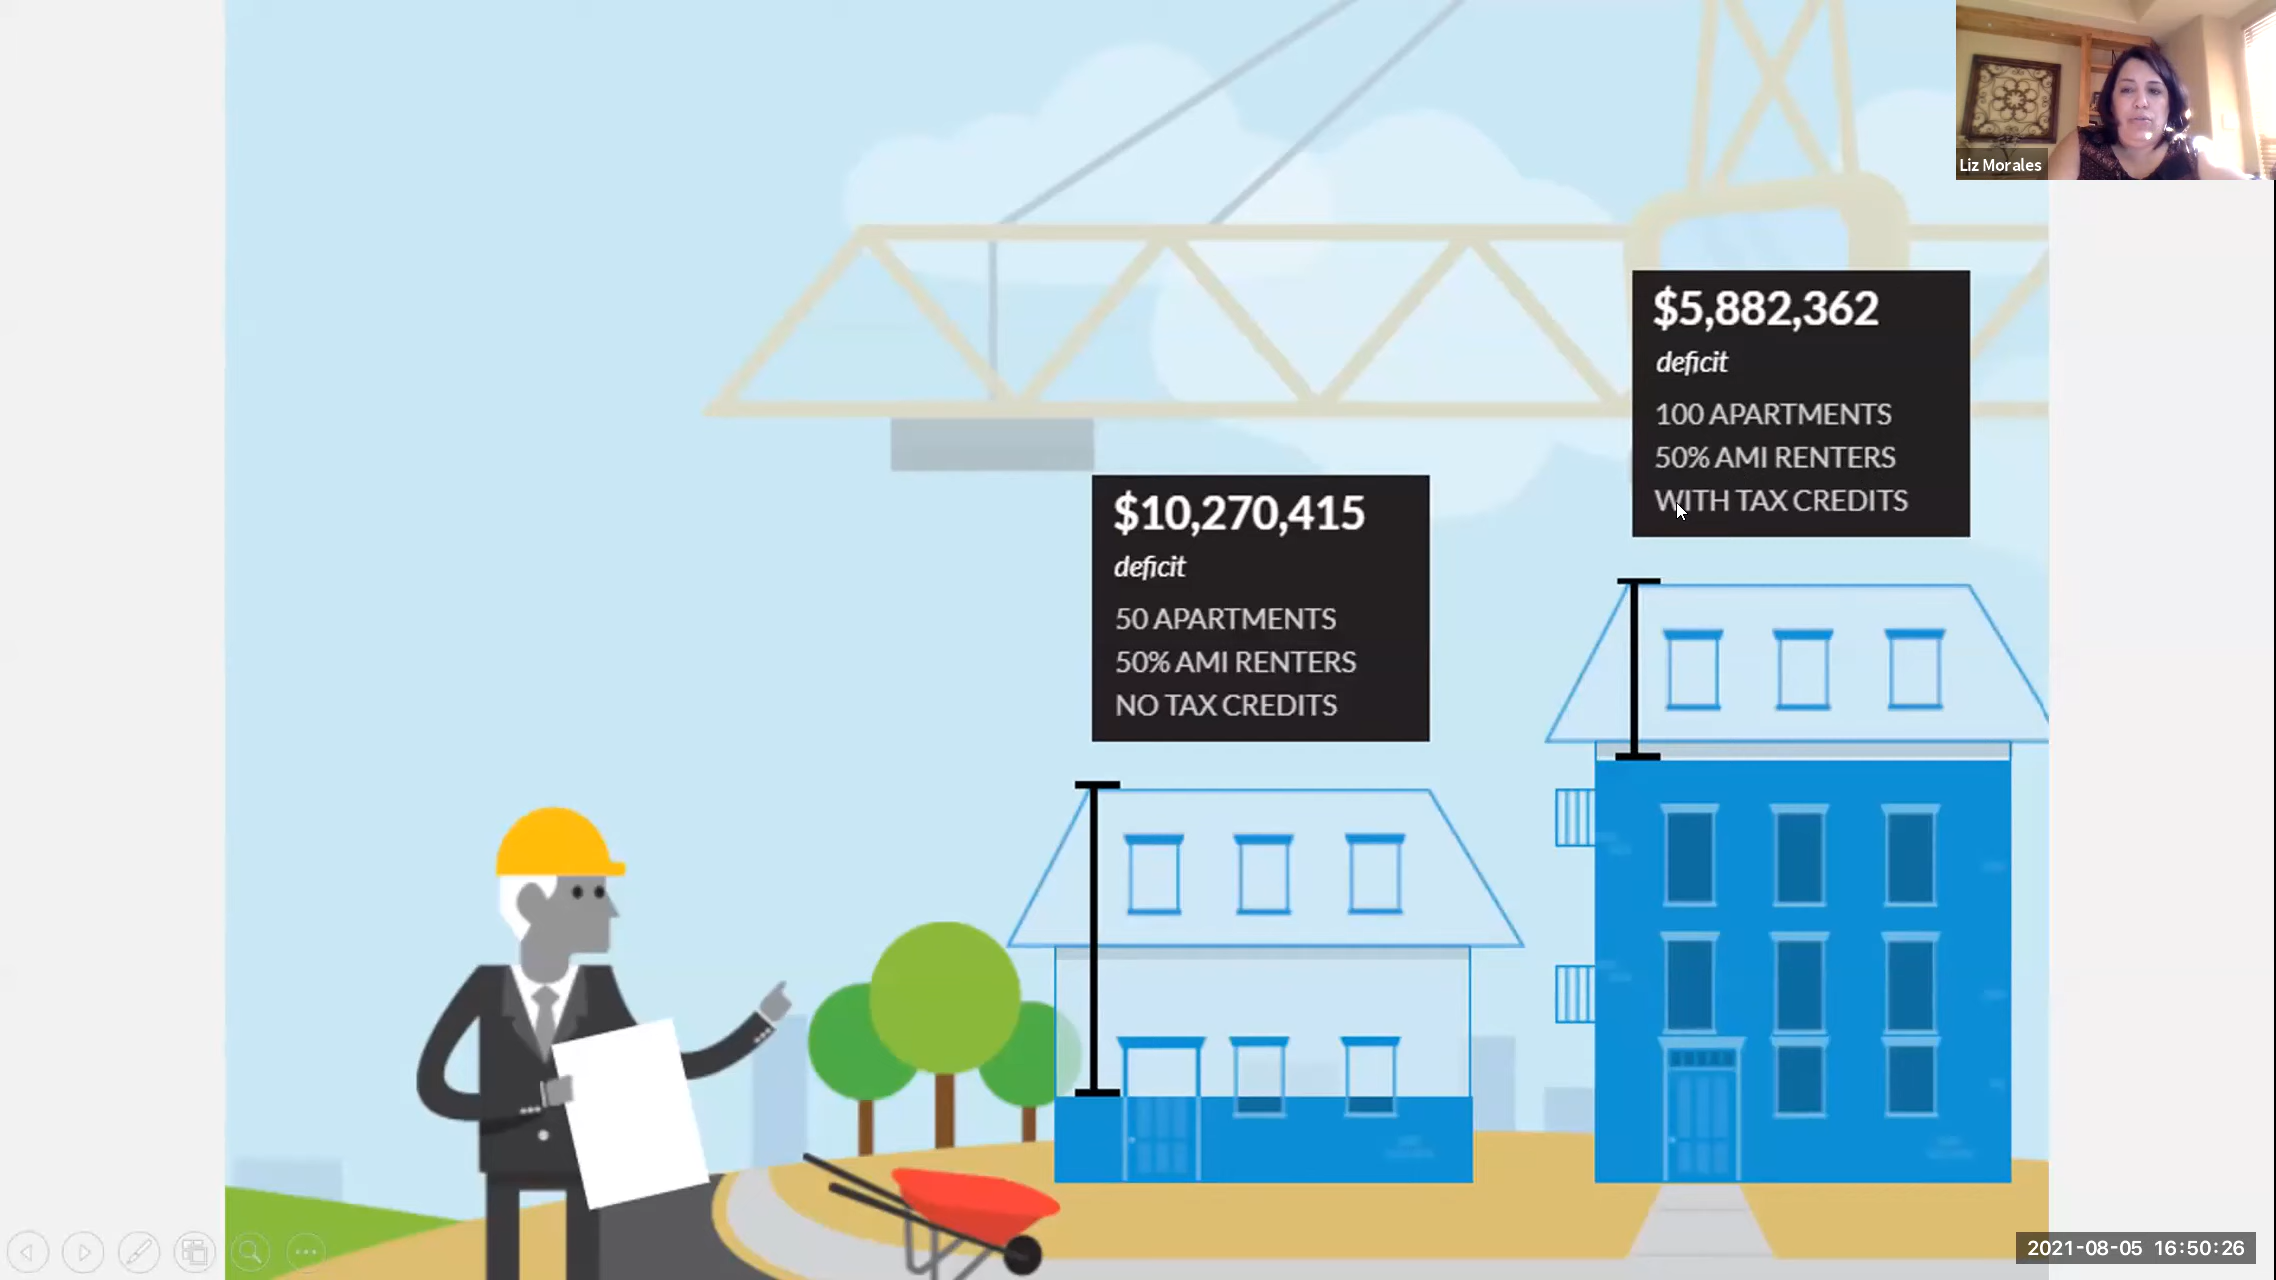 Liz Morales
$5,882,362
deficit
100 APARTMENTS
50% AMI RENTERS
WITH TAX CREDITS
$10,270,415
deficit
50 APARTMENTS
50% AMI RENTERS
NO TAX CREDITS
2021-08-05 16:50:26